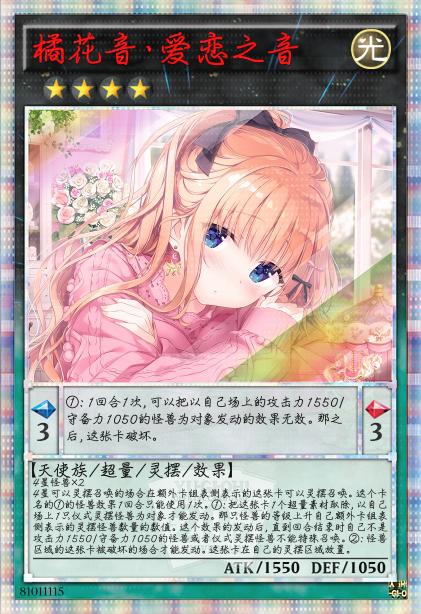 橘花音·爱恋之音
光
①：1回合1次，可以把以自己场上的攻击力1550/
守备力1050的怪兽为对象发动的效果无效。那之
后，这张卡破坏。
3
3
【天使族/超量/灵摆/效果】
4星怪兽×2
4星可以灵摆召唤的场合在额外卡组表侧表示的这张卡可以灵摆召唤。这个卡
名的①的怪兽效果1回合只能使用1次。①：把这张卡1个超量素材取除，以自己
场上1只仪式灵摆怪兽为对象才能发动。那只怪兽的等级上升自己额外卡组表
侧表示的灵摆怪兽数量的数值。这个效果的发动后，直到回合结束时自己不是
攻击力1550/守备力1050的怪兽或者仪式灵摆怪兽不能特殊召唤。②：怪兽
区域的这张卡被破坏的场合才能发动。这张卡在自己的灵摆区域放置。
ATK/1550 DEF/1050
81011115